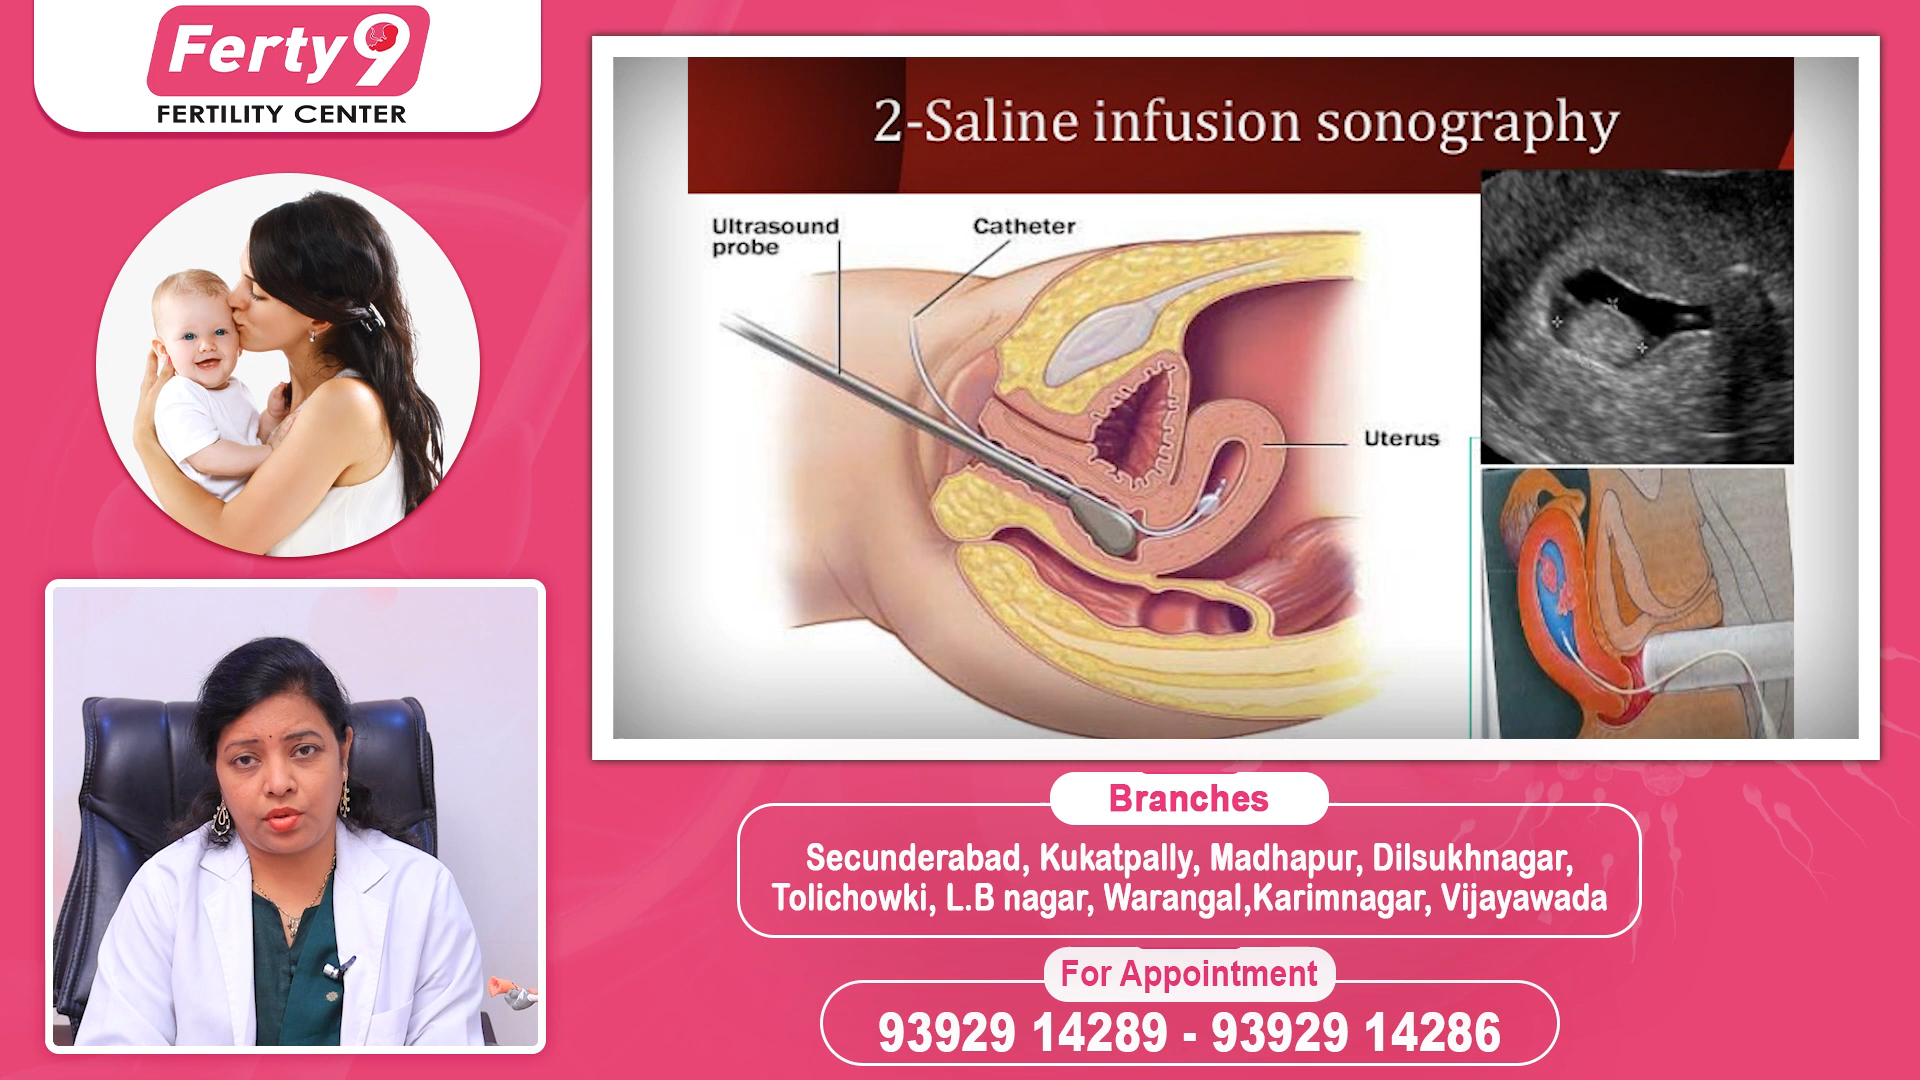 Ferty9
FERTILITY CENTER
2-Saline infusion sonography
Ultrasound
probe
Catheter
Uterus
Branches
Secunderabad, Kukatpally, Madhapur, Dilsukhnagar,
Tolichowki, L.B nagar, Warangal,Karimnagar, Vijayawada
For Appointment
93929 14289 - 93929 14286